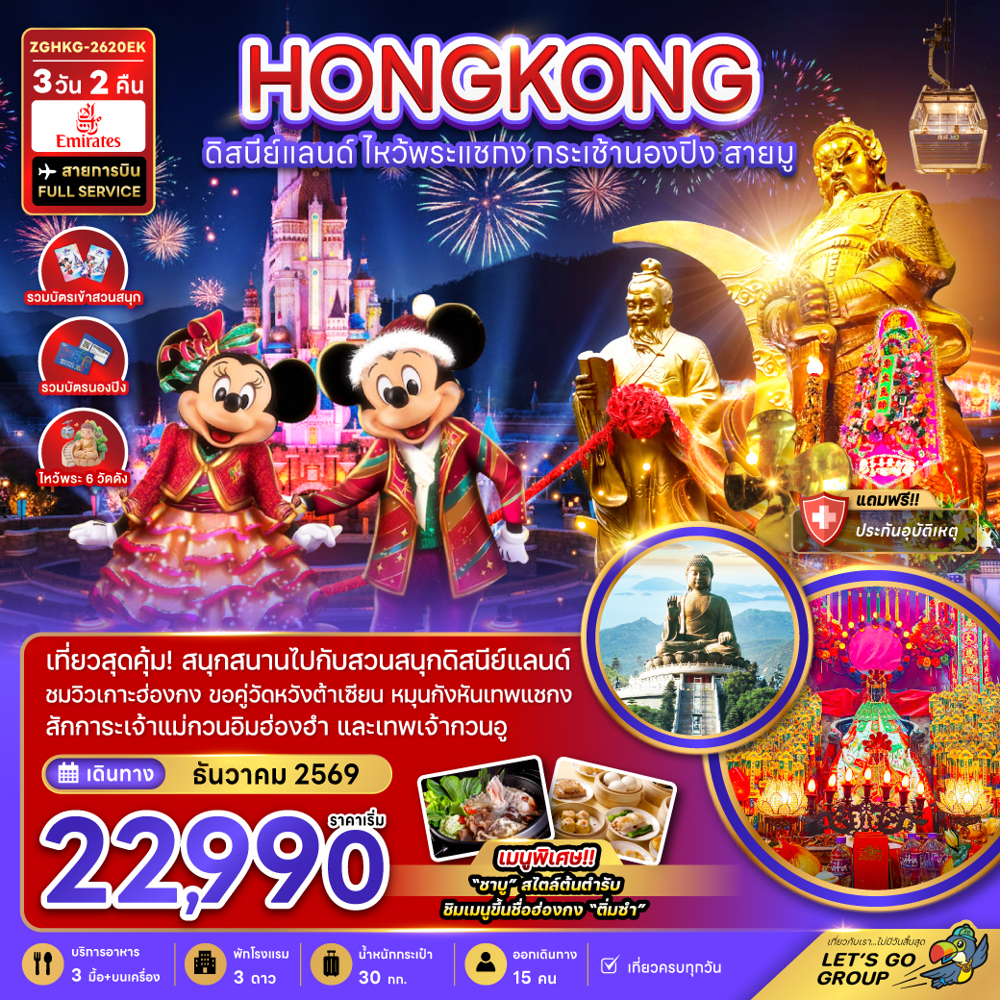 ZGHKG-2620EK
3 วัน 2 คืน
Emirates
สายการบิน
FULL SERVICE
HONGKONG
ดิสนีย์แลนด์ ไหว้พระแชกง กระเช้านองปิง สายมู
รวมบัตรเข้าสวนสนุก
รวมบัตรนองปิง
ไหว้พระ 6 วัดดัง
แถมฟรี!!
ประกันอุบัติเหตุ
เที่ยวสุดคุ้ม! สนุกสนานไปกับสวนสนุกดิสนีย์แลนด์
ชมวิวเกาะฮ่องกง ขอคู่วัดหวังต้าเซียน หมุนกังหันเทพแชกง
สักการะเจ้าแม่กวนอิมฮ่องฮำ และเทพเจ้ากวนอู
เดินทาง ธันวาคม 2569
ราคาเริ่ม
22,990
เมนูพิเศษ!!
"ชาบู" สไตล์ต้นตำรับ
ชิมเมนูขึ้นชื่อฮ่องกง "ติ่มซำ"
บริการอาหาร
3 มื้อ+บนเครื่อง
พักโรงแรม
3 ดาว
น้ำหนักกระเป๋า
30 กก.
ออกเดินทาง
15 คน
เที่ยวครบทุกวัน
เที่ยวกับเรา...ไม่มีวันสิ้นสุด
LET'S GO
GROUP